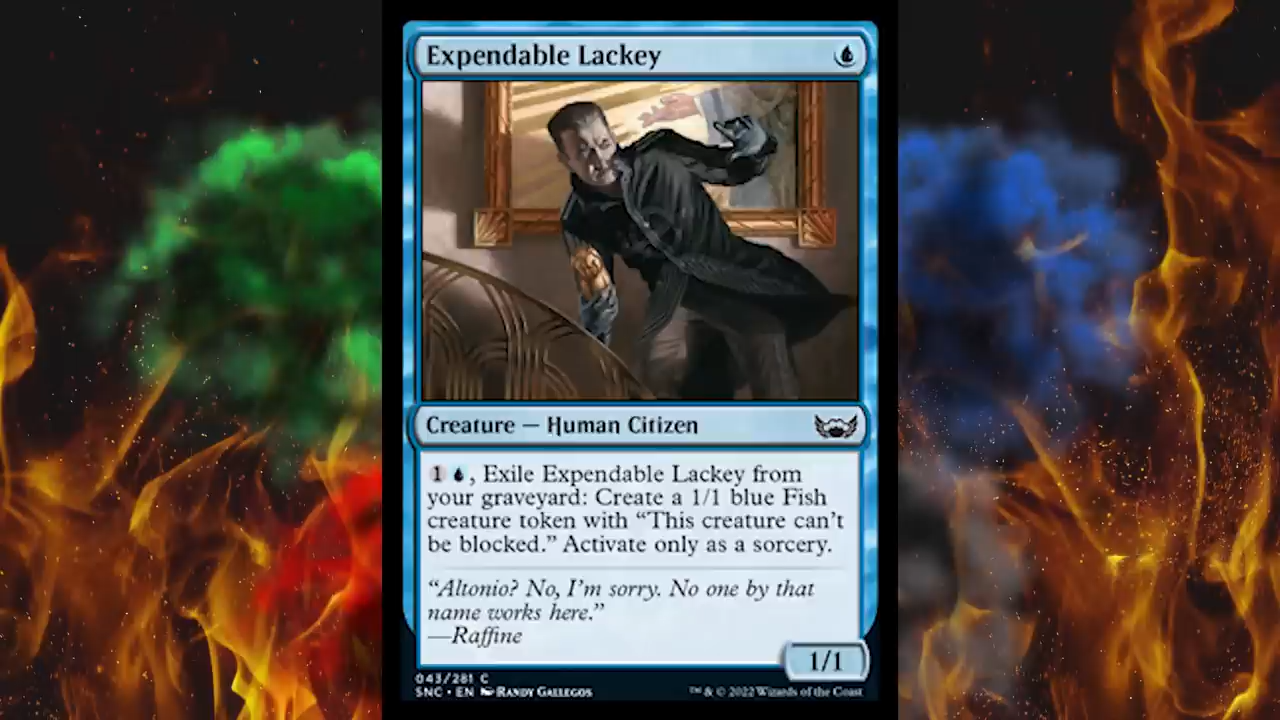 Expendable Lackey
Creature — Human Citizen
1 , Exile Expendable Lackey from
your graveyard: Create a 1/1 blue Fish
creature token with “This creature can’t
be blocked.” Activate only as a sorcery.
“Altonio? No, I’m sorry. No one by that
name works here.”
—Raffine
1/1
043/281 C
SNC • EN Randy Gallegos
™ & © 2022 Wizards of the Coast